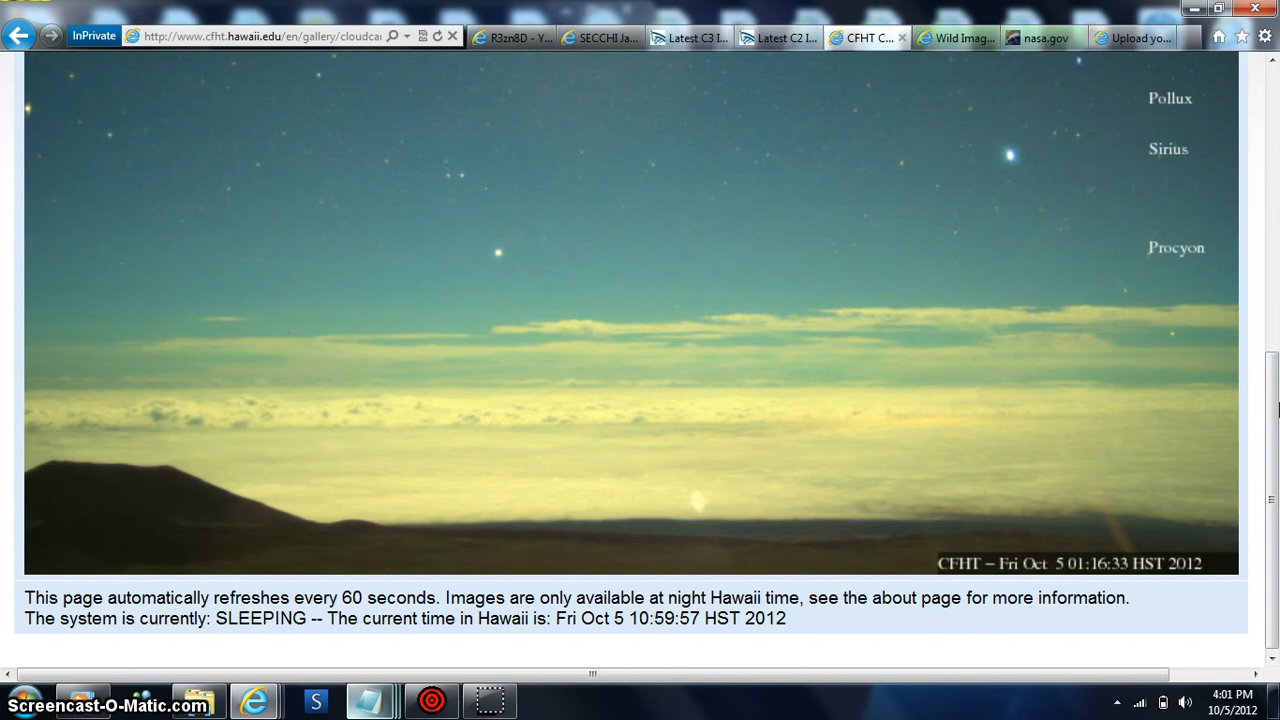 InPrivate
http://www.cfht.hawaii.edu/en/gallery/cloudcai
R3zn8D - Y...
SECCHI Ja...
Latest C3 I...
Latest C2 I...
CFHT C...
Wild Imag...
nasa.gov
Upload yo...
Pollux
Sirius
Procyon
CFHT - Fri Oct 5 01:16:33 HST 2012
This page automatically refreshes every 60 seconds. Images are only available at night Hawaii time, see the about page for more information.
The system is currently: SLEEPING -- The current time in Hawaii is: Fri Oct 5 10:59:57 HST 2012
S
4:01 PM
10/5/2012
Screencast-O-Matic.com